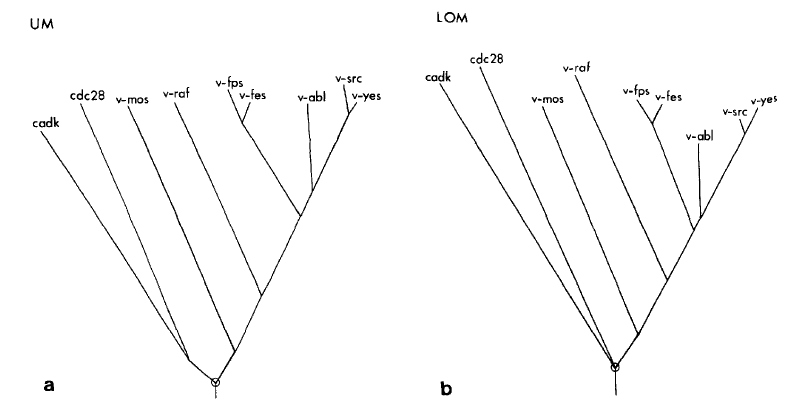 UM
cadk
cdc28
v-mos
v-raf
v-fps
v-fes
v-abl
v-src
v-yes
a
LOM
cadk
cdc28
v-mos
v-raf
v-fps
v-fes
v-abl
v-src
v-yes
b